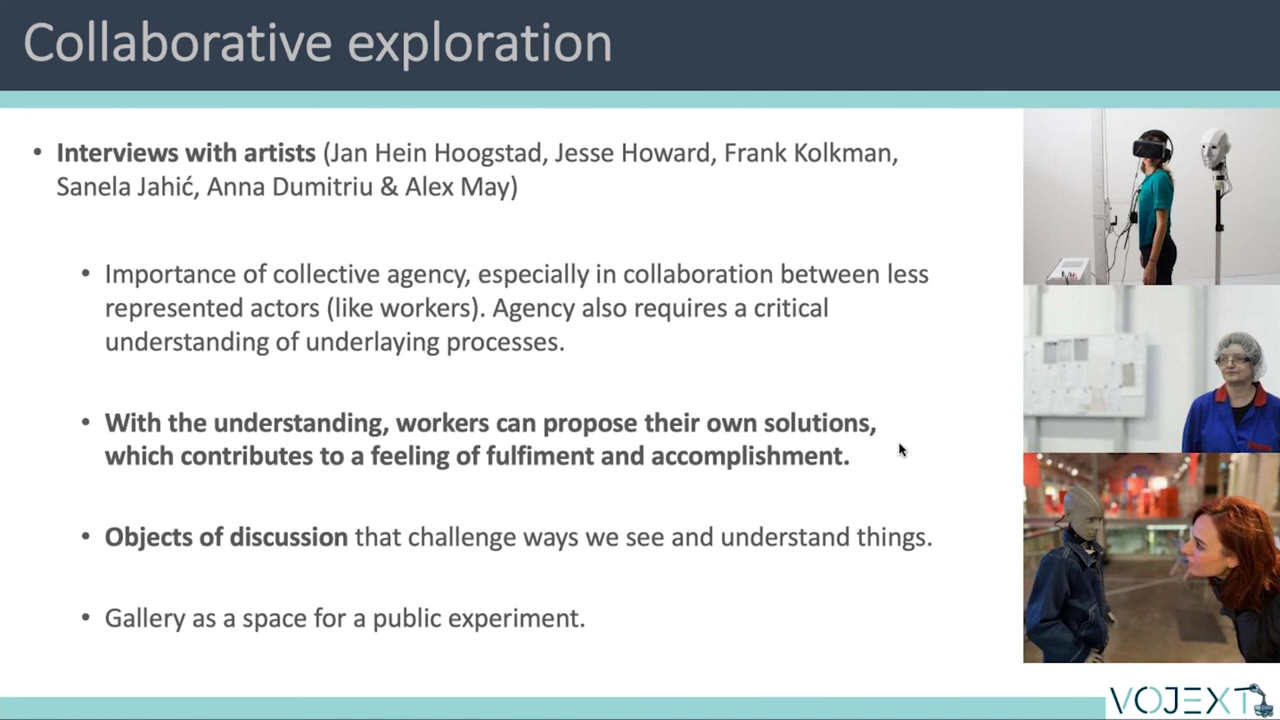 Collaborative exploration
• Interviews with artists (Jan Hein Hoogstad, Jesse Howard, Frank Kolkman,
Sanela Jahić, Anna Dumitriu & Alex May)
• Importance of collective agency, especially in collaboration between less
represented actors (like workers). Agency also requires a critical
understanding of underlaying processes.
• With the understanding, workers can propose their own solutions,
which contributes to a feeling of fulfiment and accomplishment.
• Objects of discussion that challenge ways we see and understand things.
• Gallery as a space for a public experiment.
VOJEXT